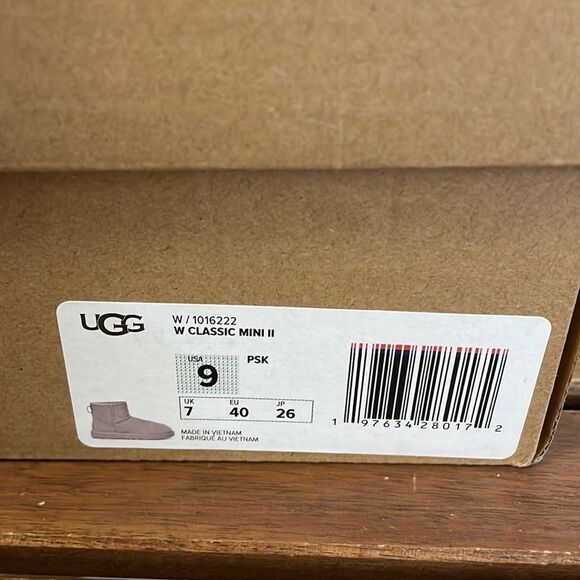 UGG
W / 1016222
W CLASSIC MINI II
USA
9
PSK
UK EU JP
7 40 26
MADE IN VIETNAM
FABRIQUÉ AU VIETNAM
1 97634 28017 2